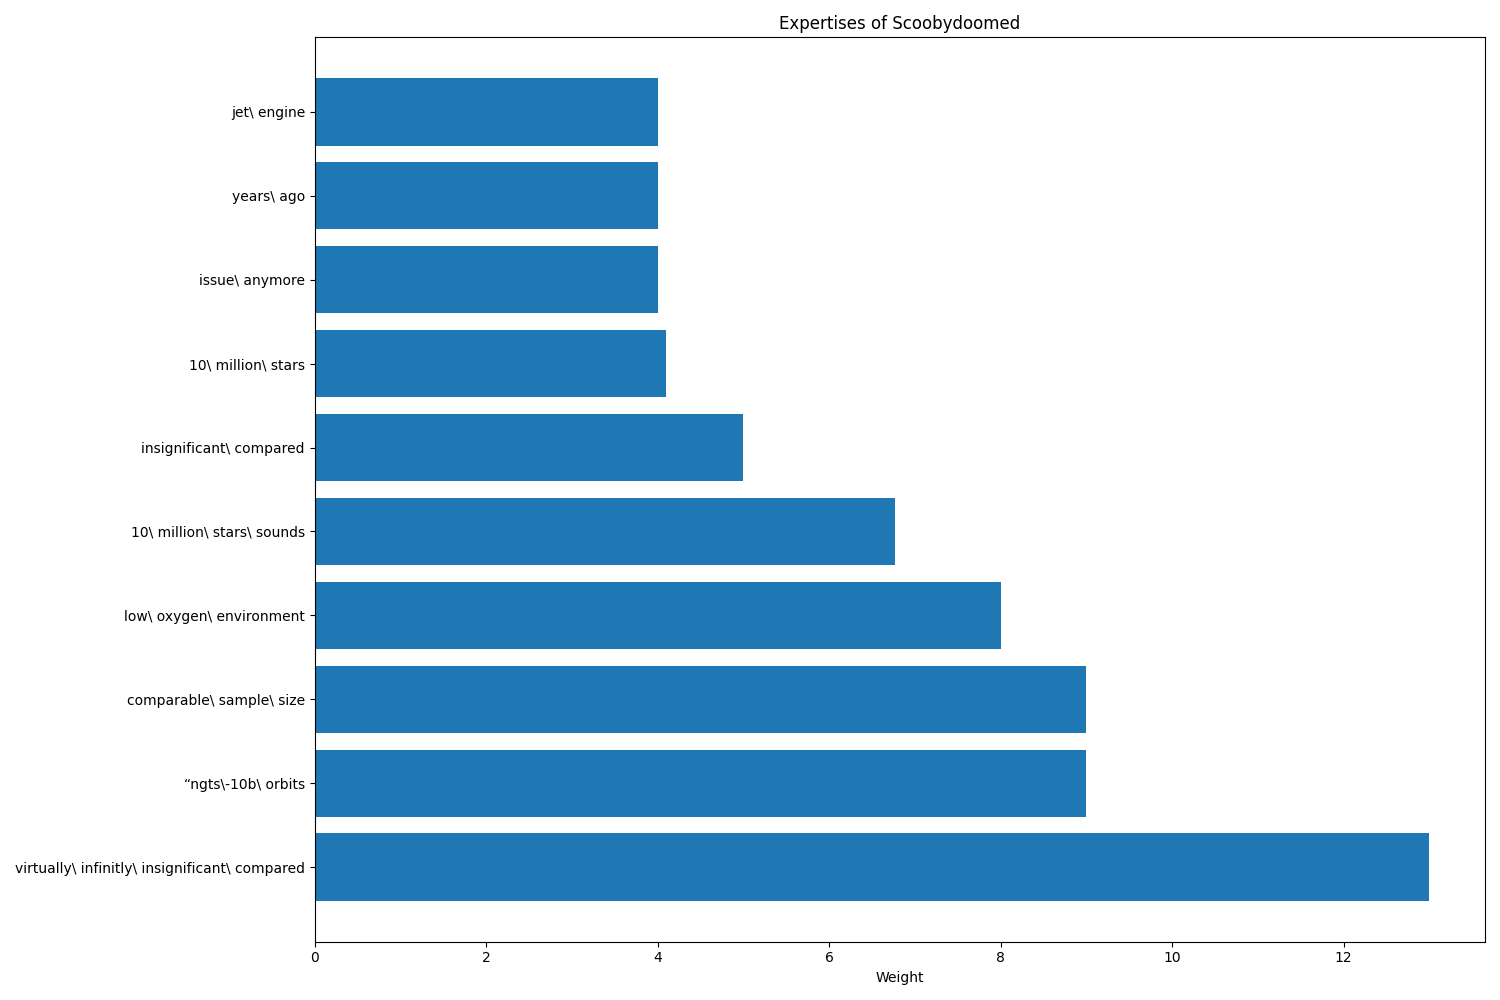 Expertises of Scoobydoomed
jet\ engine
years\ ago
issue\ anymore
10\ million\ stars
insignificant\ compared
10\ million\ stars\ sounds
low\ oxygen\ environment
comparable\ sample\ size
“ngts\-10b\ orbits
virtually\ infinitly\ insignificant\ compared
0 2 4 6 8 10 12
Weight